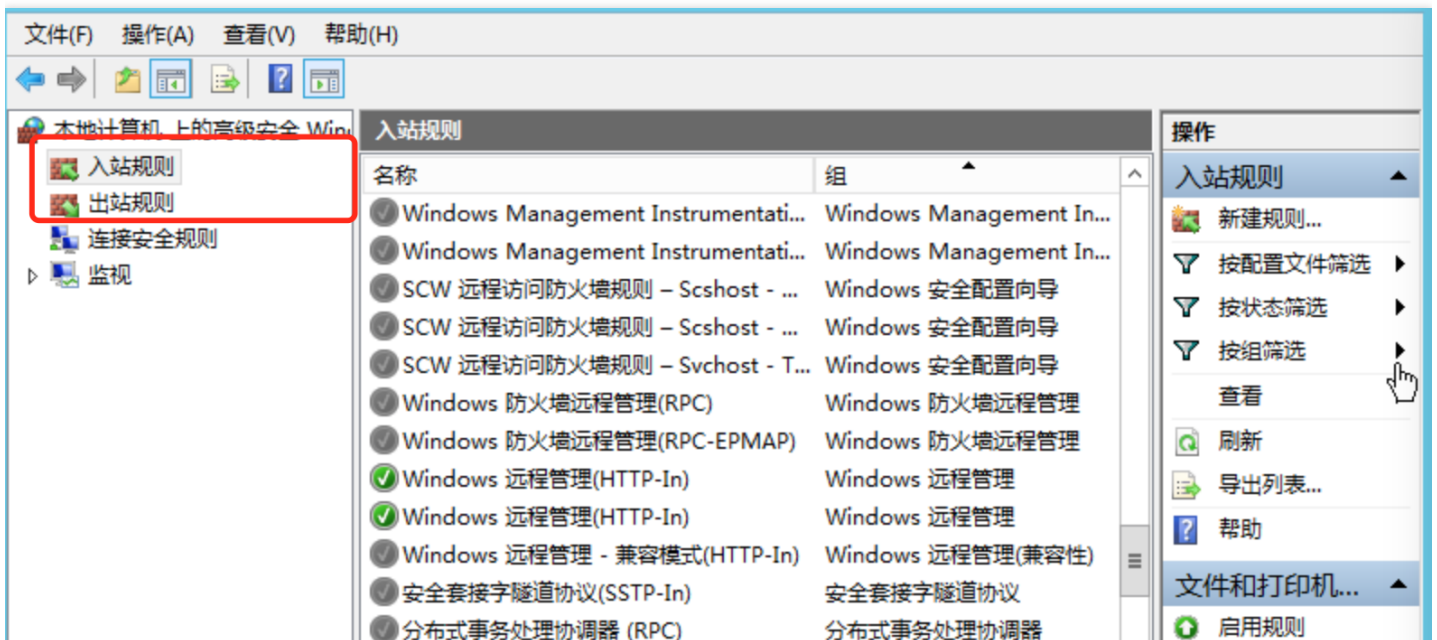 文件(F) 操作(A) 查看(V) 帮助(H)
本地计算机 上的高级安全 Win
入站规则
出站规则
连接安全规则
监视
入站规则
名称 组
Windows Management Instrumentati... Windows Management In...
Windows Management Instrumentati... Windows Management In...
SCW 远程访问防火墙规则 – Scshost - ... Windows 安全配置向导
SCW 远程访问防火墙规则 – Scshost - ... Windows 安全配置向导
SCW 远程访问防火墙规则 – Svchost - T... Windows 安全配置向导
Windows 防火墙远程管理(RPC) Windows 防火墙远程管理
Windows 防火墙远程管理(RPC-EPMAP) Windows 防火墙远程管理
Windows 远程管理(HTTP-In) Windows 远程管理
Windows 远程管理(HTTP-In) Windows 远程管理
Windows 远程管理 - 兼容模式(HTTP-In) Windows 远程管理(兼容性)
安全套接字隧道协议(SSTP-In) 安全套接字隧道协议
分布式事务处理协调器 (RPC) 分布式事务处理协调器
操作
入站规则
新建规则...
按配置文件筛选
按状态筛选
按组筛选
查看
刷新
导出列表...
帮助
文件和打印机...
启用规则